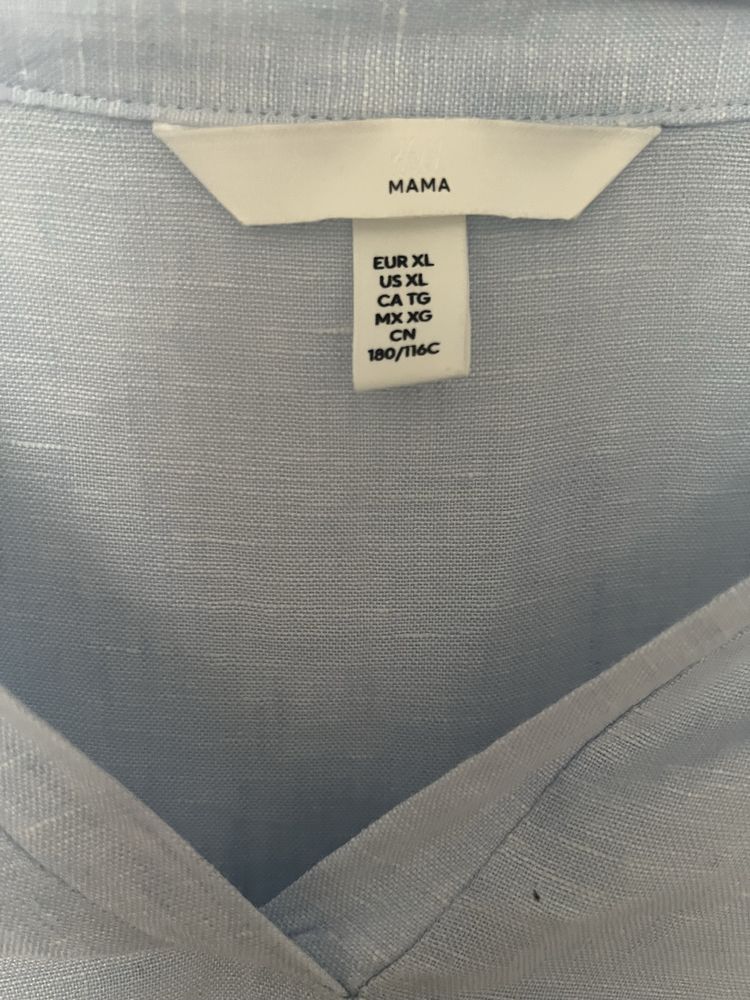 MAMA
EUR XL
US XL
CA TG
MX XG
CN
180/116C